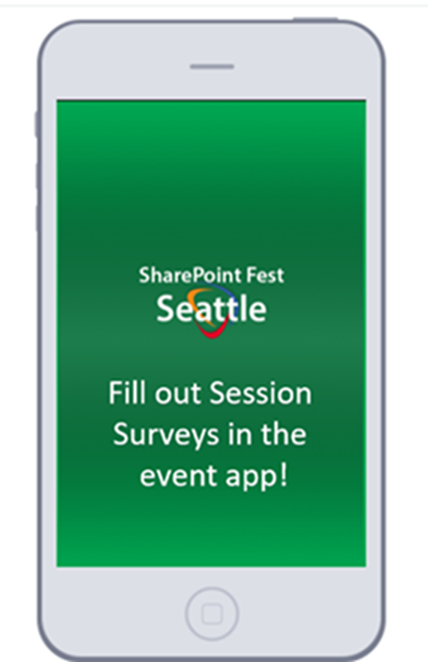 SharePoint Fest
Seattle
Fill out Session
Surveys in the
event app!